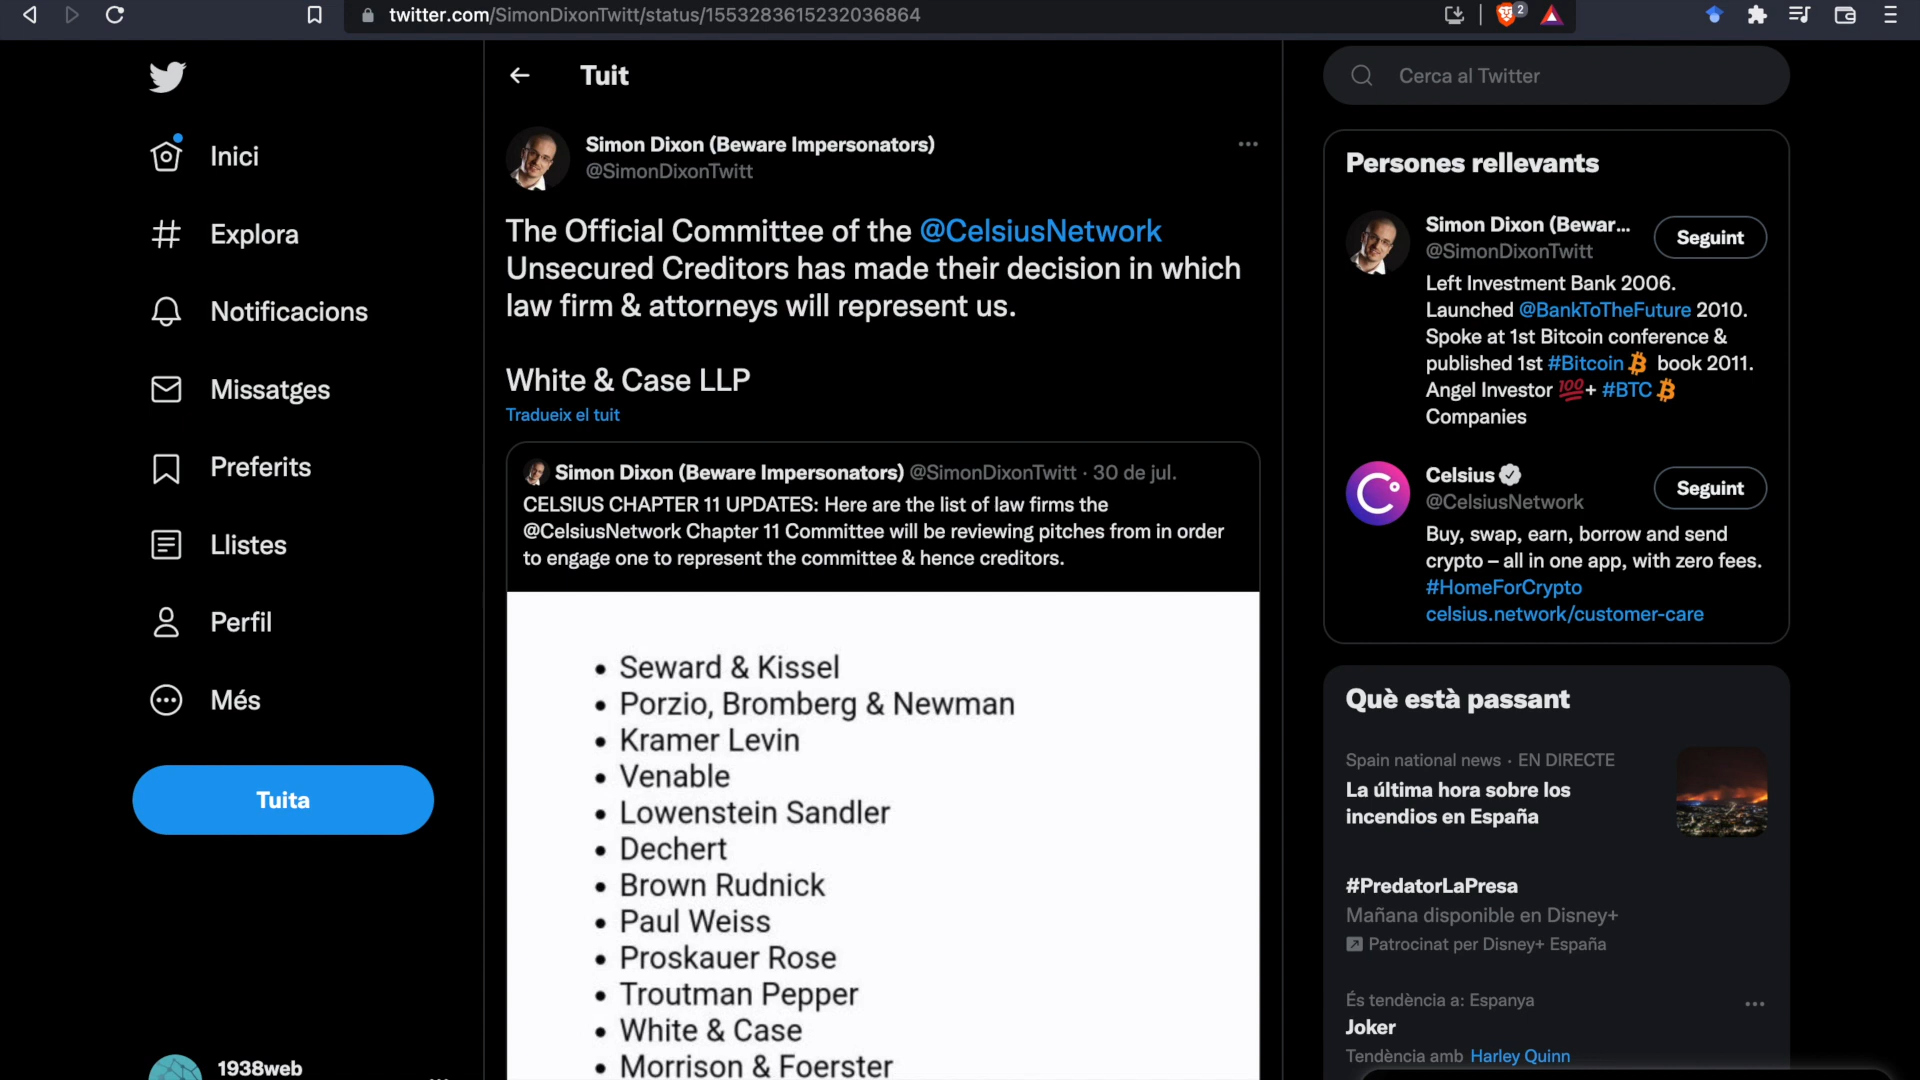 twitter.com/SimonDixonTwitt/status/1553283615232036864
2
Inici
Explora
Notificacions
Missatges
Preferits
Llistes
Perfil
Més
Tuita
1938web
Tuit
Simon Dixon (Beware Impersonators)
@SimonDixonTwitt
The Official Committee of the @CelsiusNetwork
Unsecured Creditors has made their decision in which
law firm & attorneys will represent us.
White & Case LLP
Tradueix el tuit
Simon Dixon (Beware Impersonators) @SimonDixonTwitt · 30 de jul.
CELSIUS CHAPTER 11 UPDATES: Here are the list of law firms the
@CelsiusNetwork Chapter 11 Committee will be reviewing pitches from in order
to engage one to represent the committee & hence creditors.
• Seward & Kissel
• Porzio, Bromberg & Newman
• Kramer Levin
• Venable
• Lowenstein Sandler
• Dechert
• Brown Rudnick
• Paul Weiss
• Proskauer Rose
• Troutman Pepper
• White & Case
• Morrison & Foerster
Cerca al Twitter
Persones rellevants
Simon Dixon (Bewar...
@SimonDixonTwitt
Seguint
Left Investment Bank 2006.
Launched @BankToTheFuture 2010.
Spoke at 1st Bitcoin conference &
published 1st #Bitcoin book 2011.
Angel Investor 💯+ #BTC
Companies
Celsius
@CelsiusNetwork
Seguint
Buy, swap, earn, borrow and send
crypto – all in one app, with zero fees.
#HomeForCrypto
celsius.network/customer-care
Què està passant
Spain national news · EN DIRECTE
La última hora sobre los
incendios en España
#PredatorLaPresa
Mañana disponible en Disney+
Patrocinat per Disney+ España
És tendència a: Espanya
Joker
Tendència amb Harley Quinn